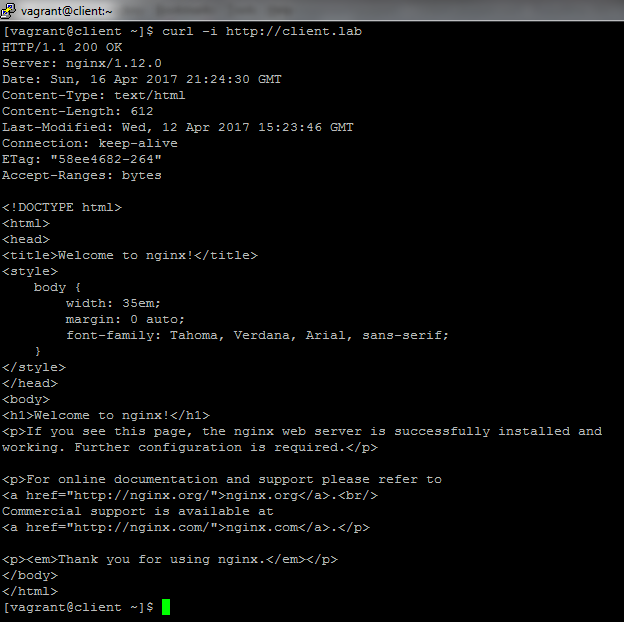 vagrant@client:~
[vagrant@client ~]$ curl -i http://client.lab
HTTP/1.1 200 OK
Server: nginx/1.12.0
Date: Sun, 16 Apr 2017 21:24:30 GMT
Content-Type: text/html
Content-Length: 612
Last-Modified: Wed, 12 Apr 2017 15:23:46 GMT
Connection: keep-alive
ETag: "58ee4682-264"
Accept-Ranges: bytes

<!DOCTYPE html>
<html>
<head>
<title>Welcome to nginx!</title>
<style>
    body {
        width: 35em;
        margin: 0 auto;
        font-family: Tahoma, Verdana, Arial, sans-serif;
    }
</style>
</head>
<body>
<h1>Welcome to nginx!</h1>
<p>If you see this page, the nginx web server is successfully installed and
working. Further configuration is required.</p>

<p>For online documentation and support please refer to
<a href="http://nginx.org/">nginx.org</a>.<br/>
Commercial support is available at
<a href="http://nginx.com/">nginx.com</a>.</p>

<p><em>Thank you for using nginx.</em></p>
</body>
</html>
[vagrant@client ~]$